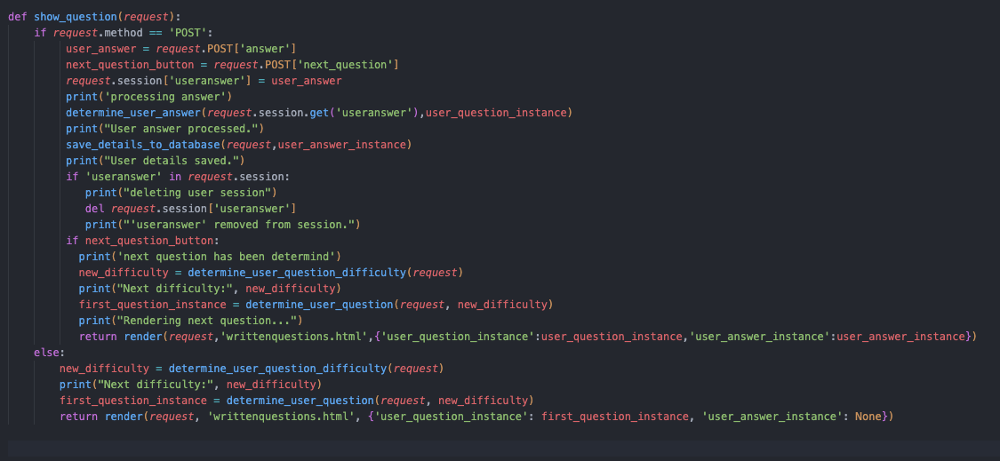 def show_question(request):
    if request.method == 'POST':
         user_answer = request.POST['answer']
         next_question_button = request.POST['next_question']
         request.session['useranswer'] = user_answer
         print('processing answer')
         determine_user_answer(request.session.get('useranswer'),user_question_instance)
         print("User answer processed.")
         save_details_to_database(request,user_answer_instance)
         print("User details saved.")
         if 'useranswer' in request.session:
            print("deleting user session")
            del request.session['useranswer']
            print("'useranswer' removed from session.")
         if next_question_button:
           print('next question has been determind')
           new_difficulty = determine_user_question_difficulty(request)
           print("Next difficulty:", new_difficulty)
           first_question_instance = determine_user_question(request, new_difficulty)
           print("Rendering next question...")
           return render(request,'writtenquestions.html',{'user_question_instance':user_question_instance,'user_answer_instance':user_answer_instance})
    else:
        new_difficulty = determine_user_question_difficulty(request)
        print("Next difficulty:", new_difficulty)
        first_question_instance = determine_user_question(request, new_difficulty)
        return render(request, 'writtenquestions.html', {'user_question_instance': first_question_instance, 'user_answer_instance': None})